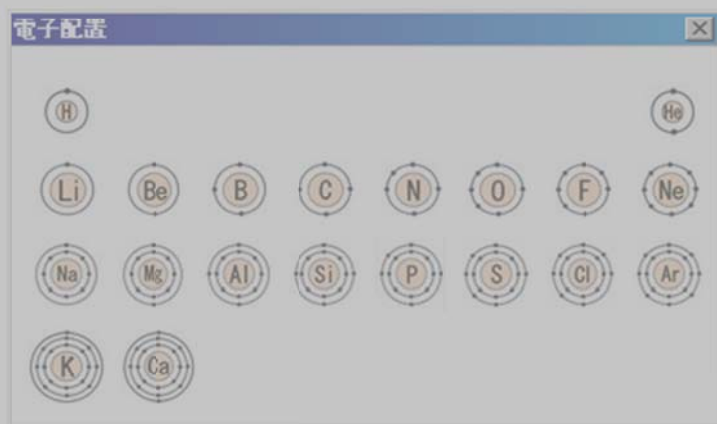 電子配置
H He
Li Be B C N O F Ne
Na Mg Al Si P S Cl Ar
K Ca